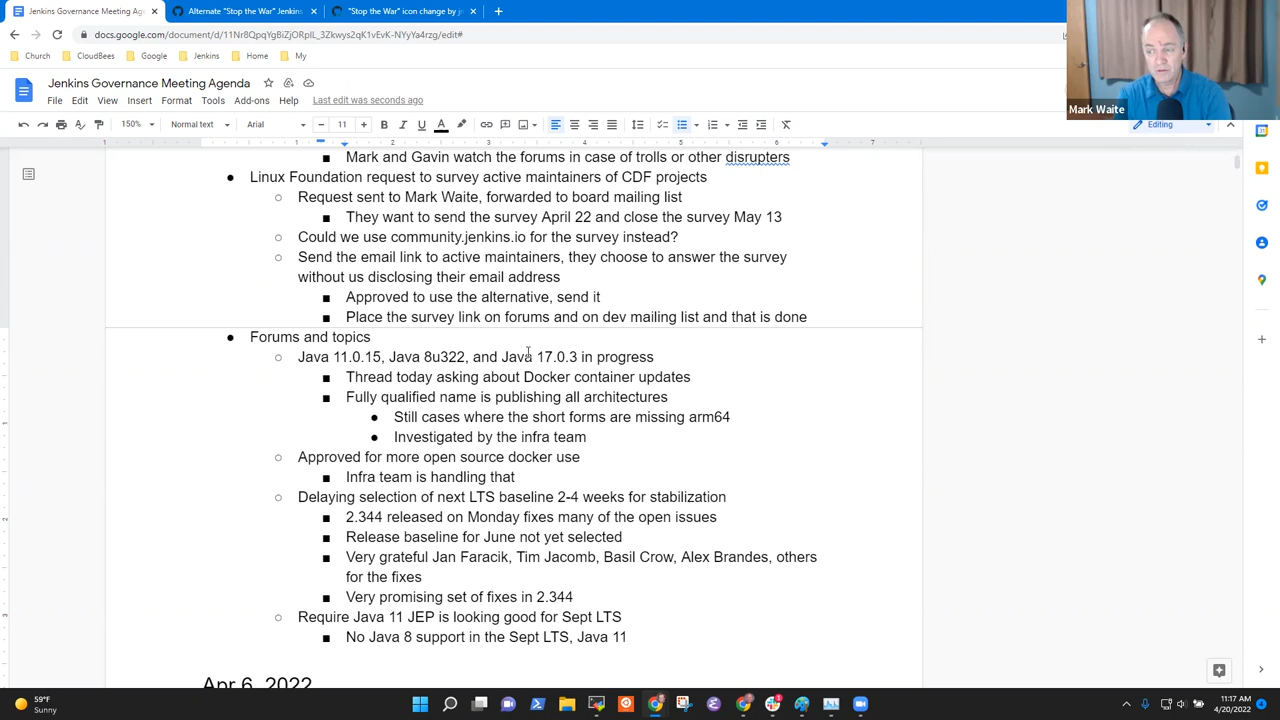 Jenkins Governance Meeting Ag
Alternate "Stop the War" Jenkins
"Stop the War" icon change by jn
docs.google.com/document/d/11Nr8QpqYgBiZjORpIL_3Zkwys2qK1vEvK-NYyYa4rzg/edit#
Church
CloudBees
Google
Jenkins
Home
My
Jenkins Governance Meeting Agenda
File Edit View Insert Format Tools Add-ons Help Last edit was seconds ago
150% Normal text Arial 11 Editing
Mark Waite
1 1 2 3 4 5 6 7
Mark and Gavin watch the forums in case of trolls or other disrupters
Linux Foundation request to survey active maintainers of CDF projects
Request sent to Mark Waite, forwarded to board mailing list
They want to send the survey April 22 and close the survey May 13
Could we use community.jenkins.io for the survey instead?
Send the email link to active maintainers, they choose to answer the survey
without us disclosing their email address
Approved to use the alternative, send it
Place the survey link on forums and on dev mailing list and that is done
Forums and topics
Java 11.0.15, Java 8u322, and Java 17.0.3 in progress
Thread today asking about Docker container updates
Fully qualified name is publishing all architectures
Still cases where the short forms are missing arm64
Investigated by the infra team
Approved for more open source docker use
Infra team is handling that
Delaying selection of next LTS baseline 2-4 weeks for stabilization
2.344 released on Monday fixes many of the open issues
Release baseline for June not yet selected
Very grateful Jan Faracik, Tim Jacomb, Basil Crow, Alex Brandes, others
for the fixes
Very promising set of fixes in 2.344
Require Java 11 JEP is looking good for Sept LTS
No Java 8 support in the Sept LTS, Java 11
Apr 6, 2022
59°F
Sunny
11:17 AM
4/20/2022